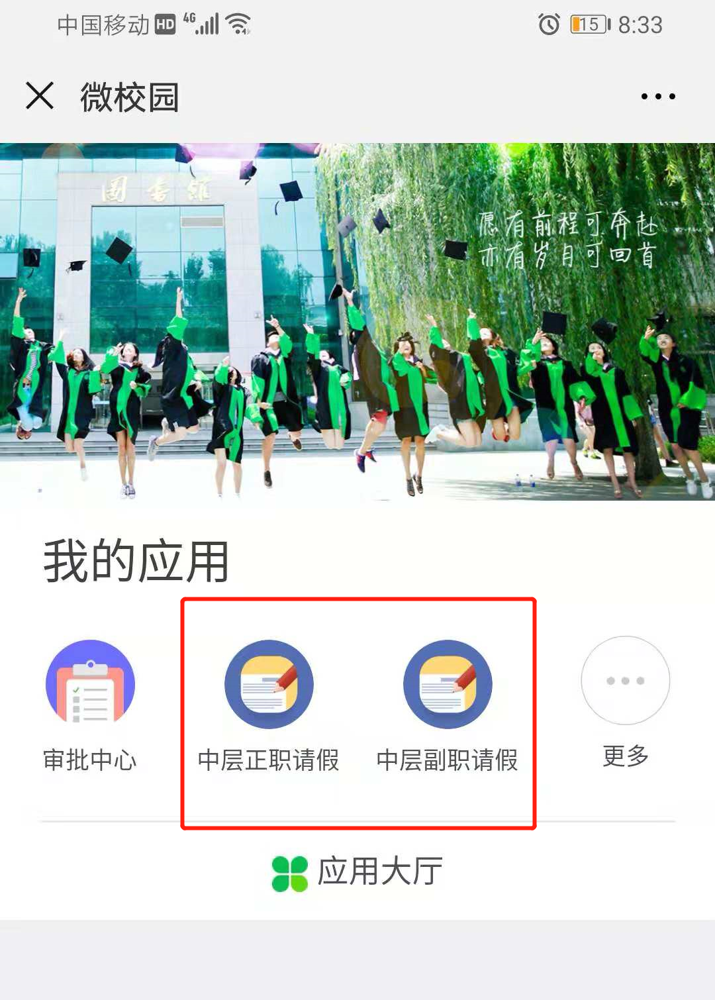 中国移动 HD 4G 15 8:33
微校园
图书馆
愿有前程可奔赴
亦有岁月可回首
我的应用
审批中心 中层正职请假 中层副职请假 更多
应用大厅